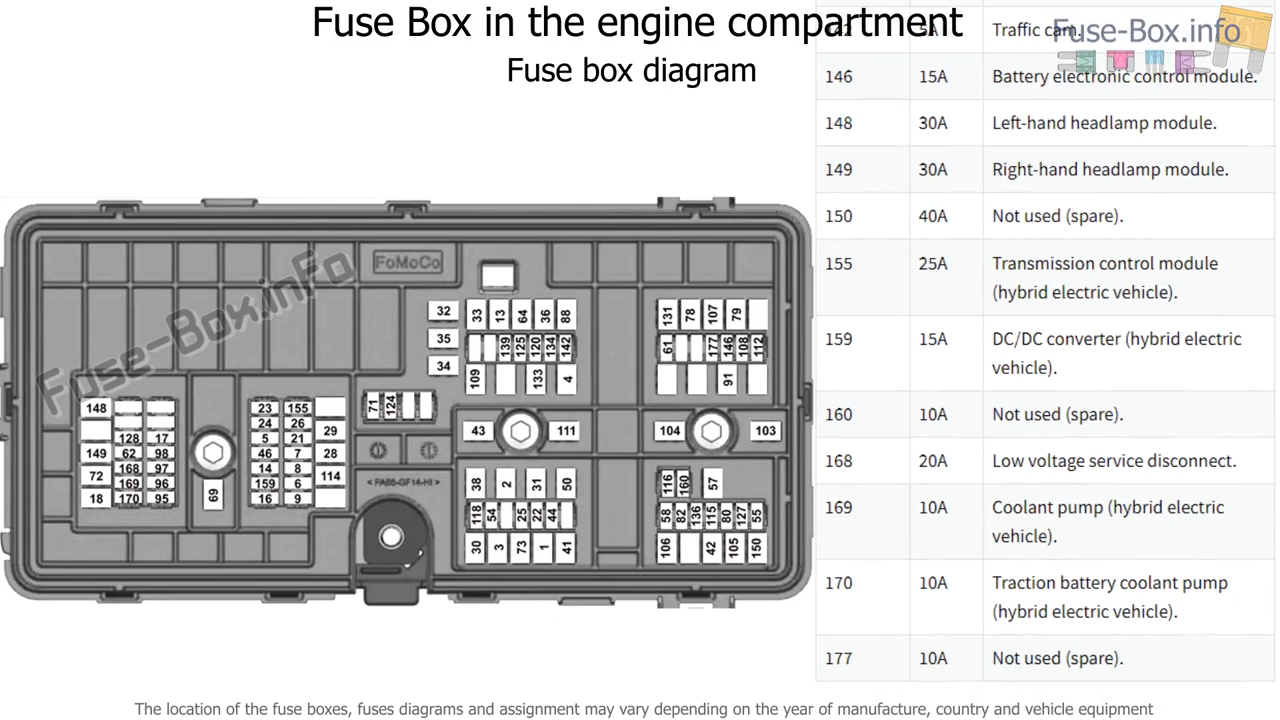 Fuse Box in the engine compartment
Fuse box diagram
Fuse-Box.info
142 5A Traffic cam.
146 15A Battery electronic control module.
148 30A Left-hand headlamp module.
149 30A Right-hand headlamp module.
150 40A Not used (spare).
155 25A Transmission control module
(hybrid electric vehicle).
159 15A DC/DC converter (hybrid electric
vehicle).
160 10A Not used (spare).
168 20A Low voltage service disconnect.
169 10A Coolant pump (hybrid electric
vehicle).
170 10A Traction battery coolant pump
(hybrid electric vehicle).
177 10A Not used (spare).
FoMoCo
Fuse-Box.inFo
32 33 13 64 36 88
35 139 125 120 134 142
34
109 133 4
131 78 107 79
61 177 146 108 112
91
71 124
148 23 155
24 26 29
128 17 5 21
149 62 98 46 7 28
168 97 14 8
72 169 96 159 6 114
18 170 95 69 16 9
43 111 104 103
< PA66-GF14-HI >
38 2 31 50
118 54 25 22 44
30 3 73 1 41
116 160 57
58 82 136 115 80 127 55
106 42 105 150
The location of the fuse boxes, fuses diagrams and assignment may vary depending on the year of manufacture, country and vehicle equipment